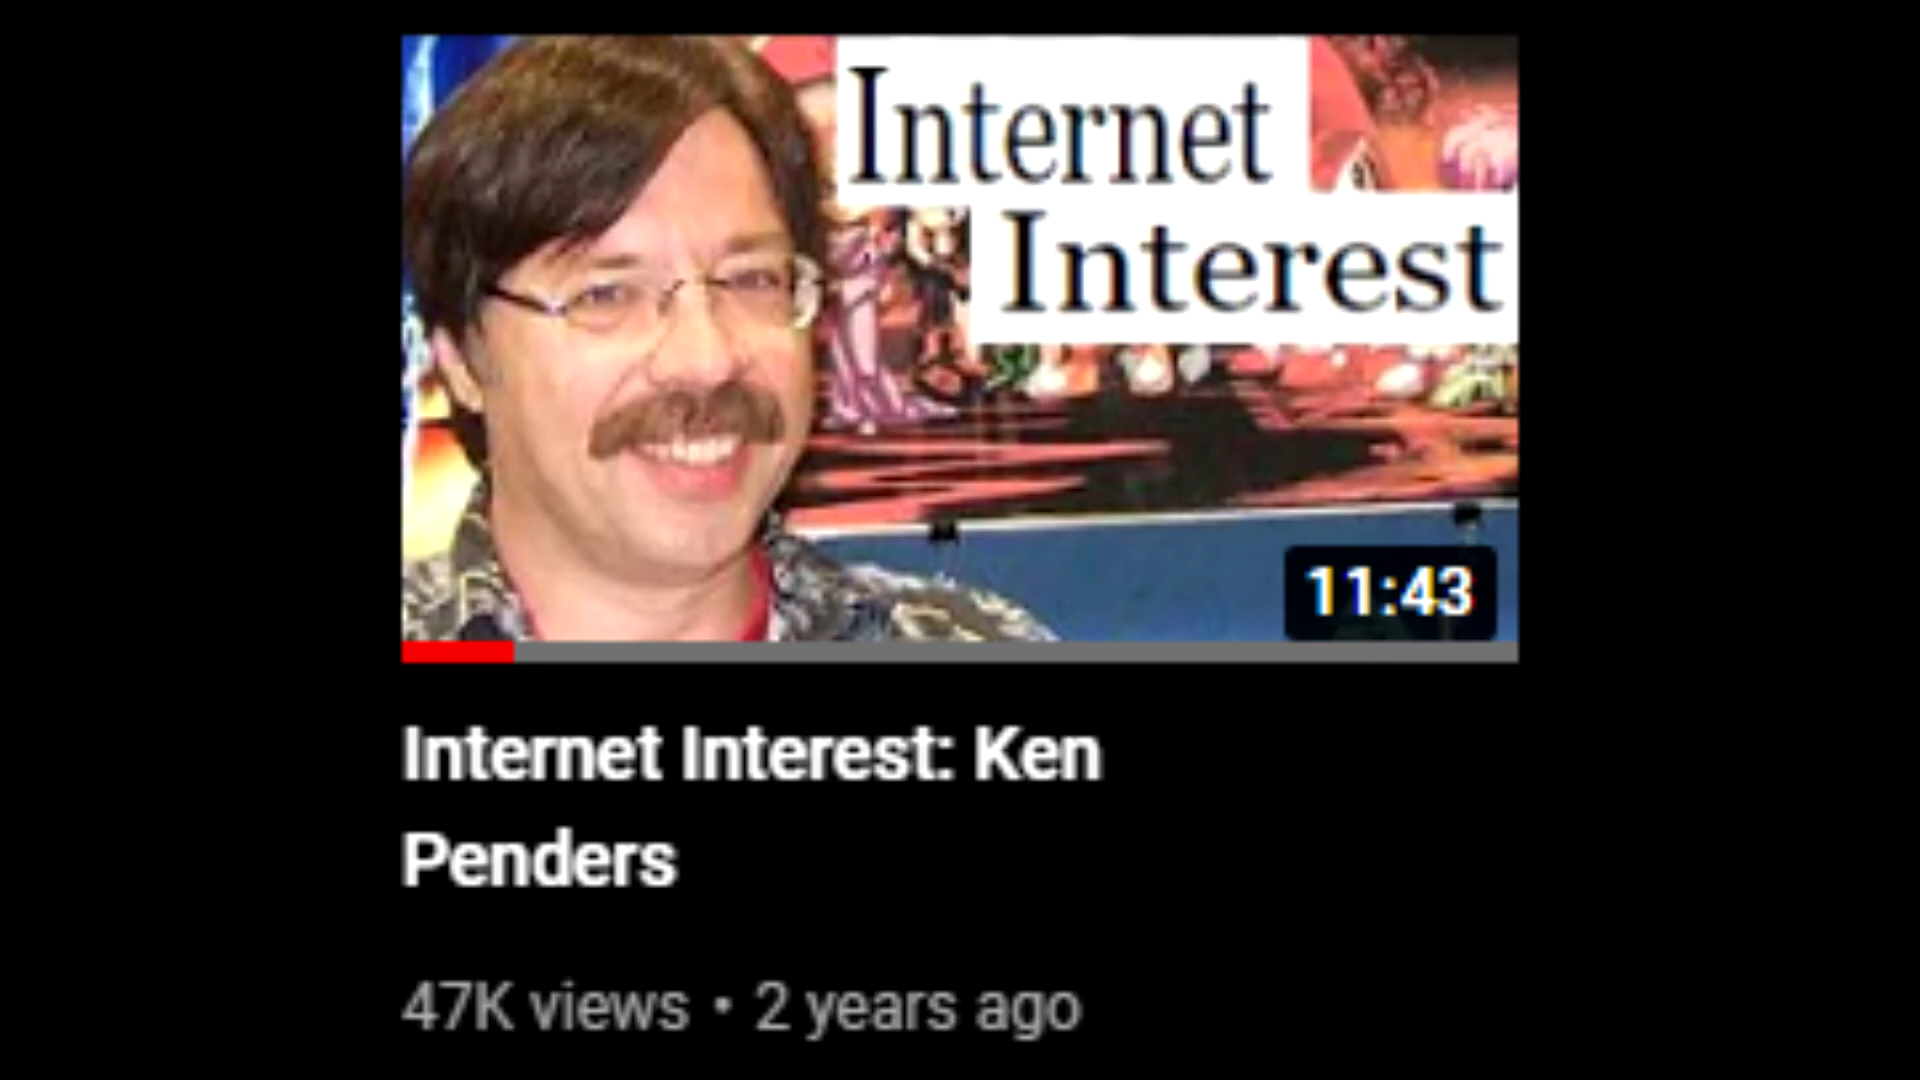 Internet
Interest
11:43
Internet Interest: Ken
Penders
47K views • 2 years ago